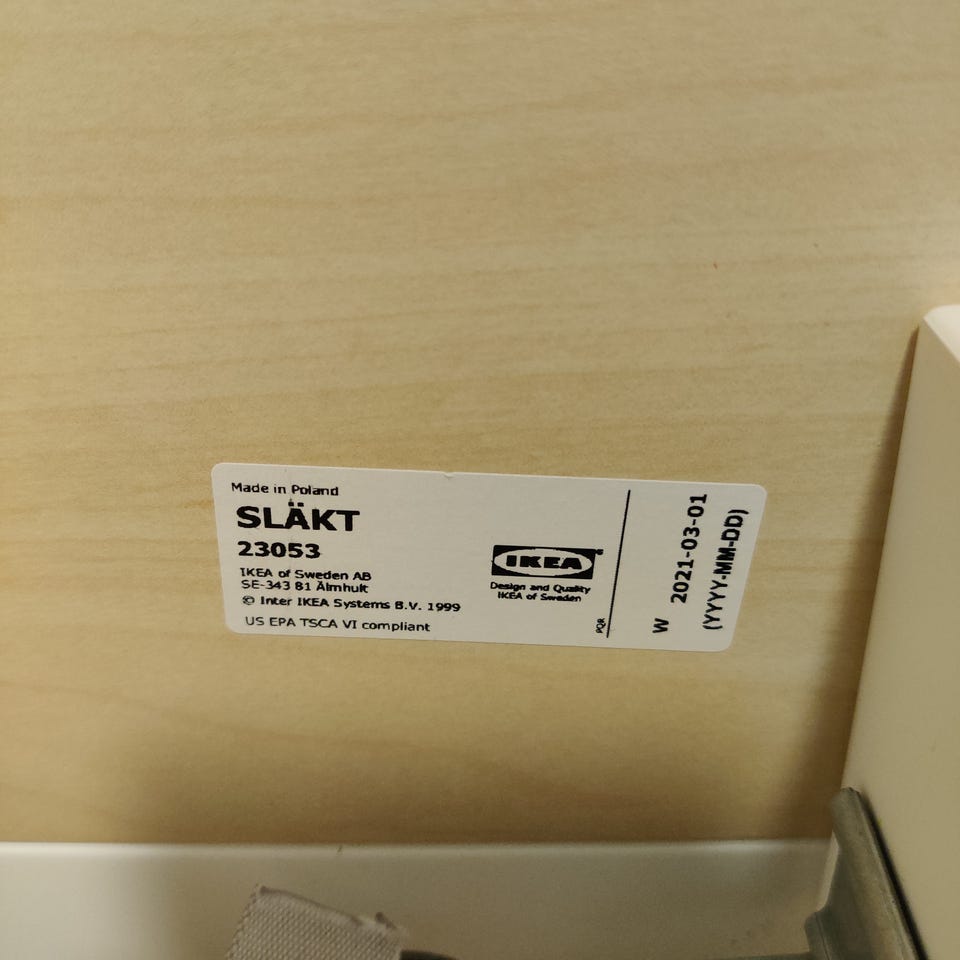 Made in Poland
SLÄKT
23053
IKEA of Sweden AB
SE-343 81 Älmhult
© Inter IKEA Systems B.V. 1999
US EPA TSCA VI compliant
IKEA®
Design and Quality
IKEA of Sweden
PQR
W 2021-03-01
(YYYY-MM-DD)